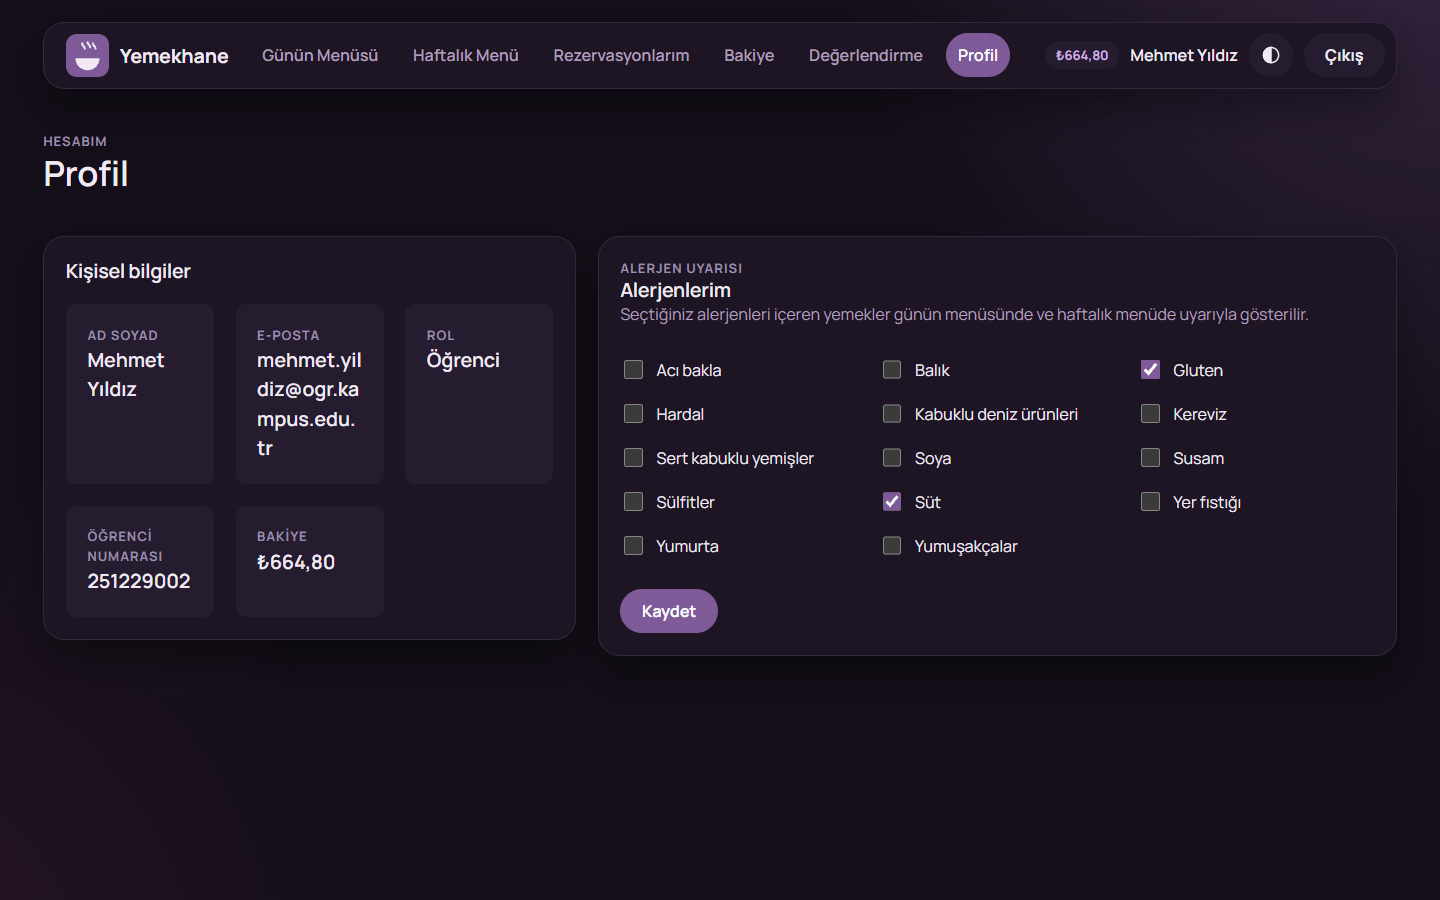 Yemekhane
Günün Menüsü
Haftalık Menü
Rezervasyonlarım
Bakiye
Değerlendirme
Profil
₺664,80
Mehmet Yıldız
Çıkış
HESABIM
Profil
Kişisel bilgiler
AD SOYAD
Mehmet
Yıldız
E-POSTA
mehmet.yil
diz@ogr.ka
mpus.edu.
tr
ROL
Öğrenci
ÖĞRENCİ
NUMARASI
251229002
BAKİYE
₺664,80
ALERJEN UYARISI
Alerjenlerim
Seçtiğiniz alerjenleri içeren yemekler günün menüsünde ve haftalık menüde uyarıyla gösterilir.
Acı bakla
Balık
Gluten
Hardal
Kabuklu deniz ürünleri
Kereviz
Sert kabuklu yemişler
Soya
Susam
Sülfitler
Süt
Yer fıstığı
Yumurta
Yumuşakçalar
Kaydet